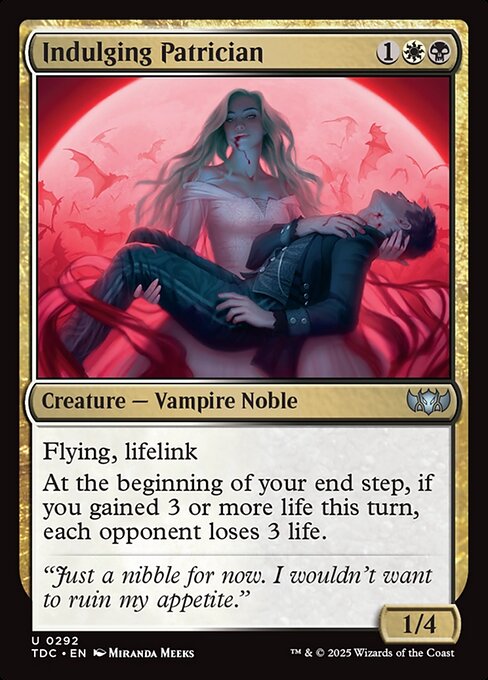 Indulging Patrician 1
Creature — Vampire Noble
Flying, lifelink
At the beginning of your end step, if
you gained 3 or more life this turn,
each opponent loses 3 life.
“Just a nibble for now. I wouldn’t want
to ruin my appetite.”
1/4
U 0292
TDC • EN Miranda Meeks
™ & © 2025 Wizards of the Coast